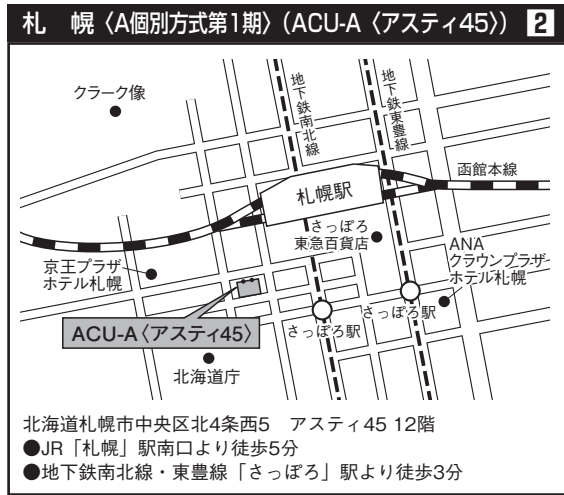 札 幌〈A個別方式第1期〉(ACU-A〈アスティ45〉) 2
クラーク像
地下鉄南北線
地下鉄東豊線
函館本線
札幌駅
さっぽろ
東急百貨店
京王プラザ
ホテル札幌
ANA
クラウンプラザ
ホテル札幌
ACU-A〈アスティ45〉
さっぽろ駅
さっぽろ駅
北海道庁
北海道札幌市中央区北4条西5 アスティ45 12階
●JR「札幌」駅南口より徒歩5分
●地下鉄南北線・東豊線「さっぽろ」駅より徒歩3分